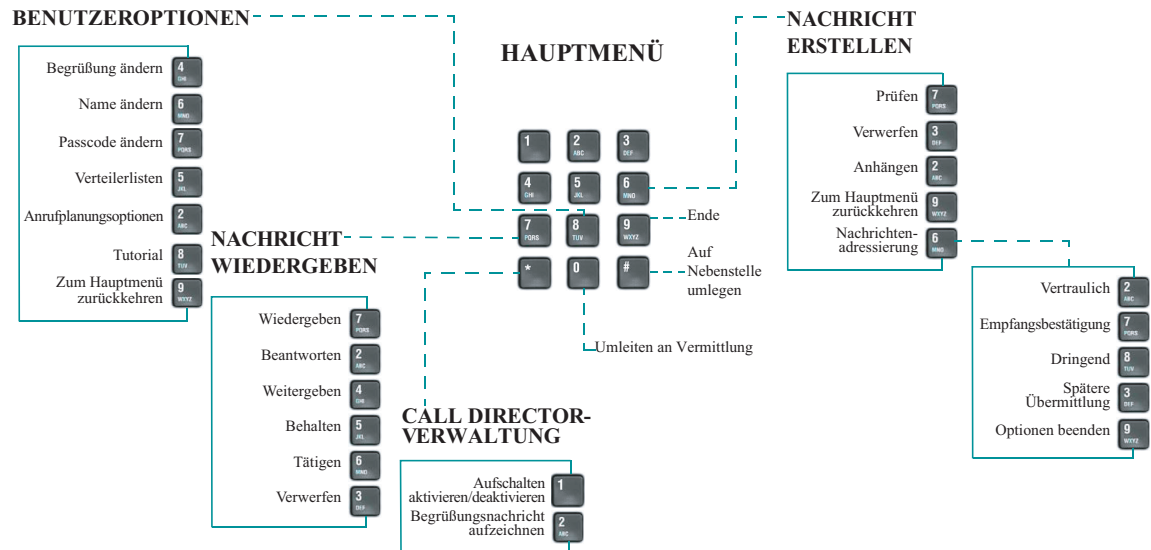 BENUTZEROPTIONEN
Begrüßung ändern
4
GHI
Name ändern
6
MNO
Passcode ändern
7
PQRS
Verteilerlisten
5
JKL
Anrufplanungsoptionen
2
ABC
Tutorial
8
TUV
Zum Hauptmenü
zurückkehren
9
WXYZ
HAUPTMENÜ
1
2
ABC
3
DEF
4
GHI
5
JKL
6
MNO
7
PQRS
8
TUV
9
WXYZ
*
0
#
Ende
Auf
Nebenstelle
umlegen
Umleiten an Vermittlung
NACHRICHT
WIEDERGEBEN
Wiedergeben
7
PQRS
Beantworten
2
ABC
Weitergeben
4
GHI
Behalten
5
JKL
Tätigen
6
MNO
Verwerfen
3
DEF
CALL DIRECTOR-
VERWALTUNG
Aufschalten
aktivieren/deaktivieren
1
Begrüßungsnachricht
aufzeichnen
2
ABC
NACHRICHT
ERSTELLEN
Prüfen
7
PQRS
Verwerfen
3
DEF
Anhängen
2
ABC
Zum Hauptmenü
zurückkehren
9
WXYZ
Nachrichten-
adressierung
6
MNO
Vertraulich
2
ABC
Empfangsbestätigung
7
PQRS
Dringend
8
TUV
Spätere
Übermittlung
3
DEF
Optionen beenden
9
WXYZ